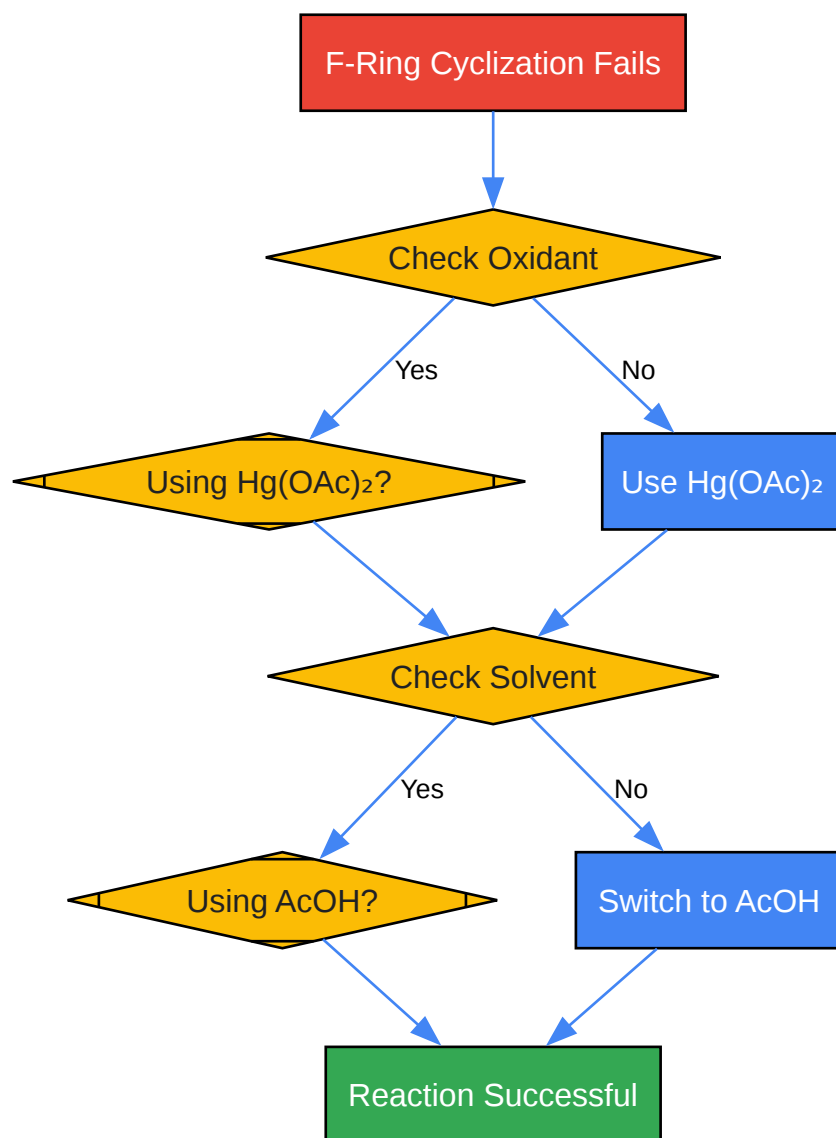 F-Ring Cyclization Fails
Check Oxidant
Yes
No
Using Hg(OAc)₂?
Use Hg(OAc)₂
Check Solvent
Yes
No
Using AcOH?
Switch to AcOH
Reaction Successful